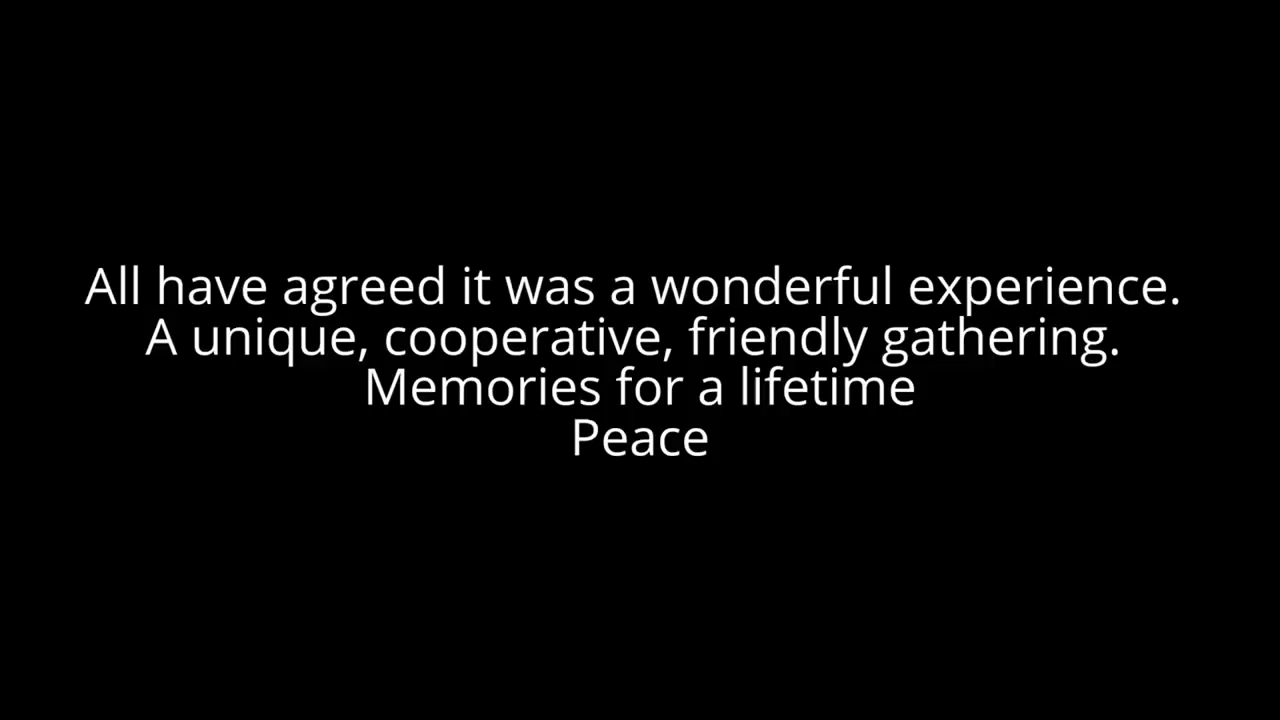 All have agreed it was a wonderful experience.
A unique, cooperative, friendly gathering.
Memories for a lifetime
Peace